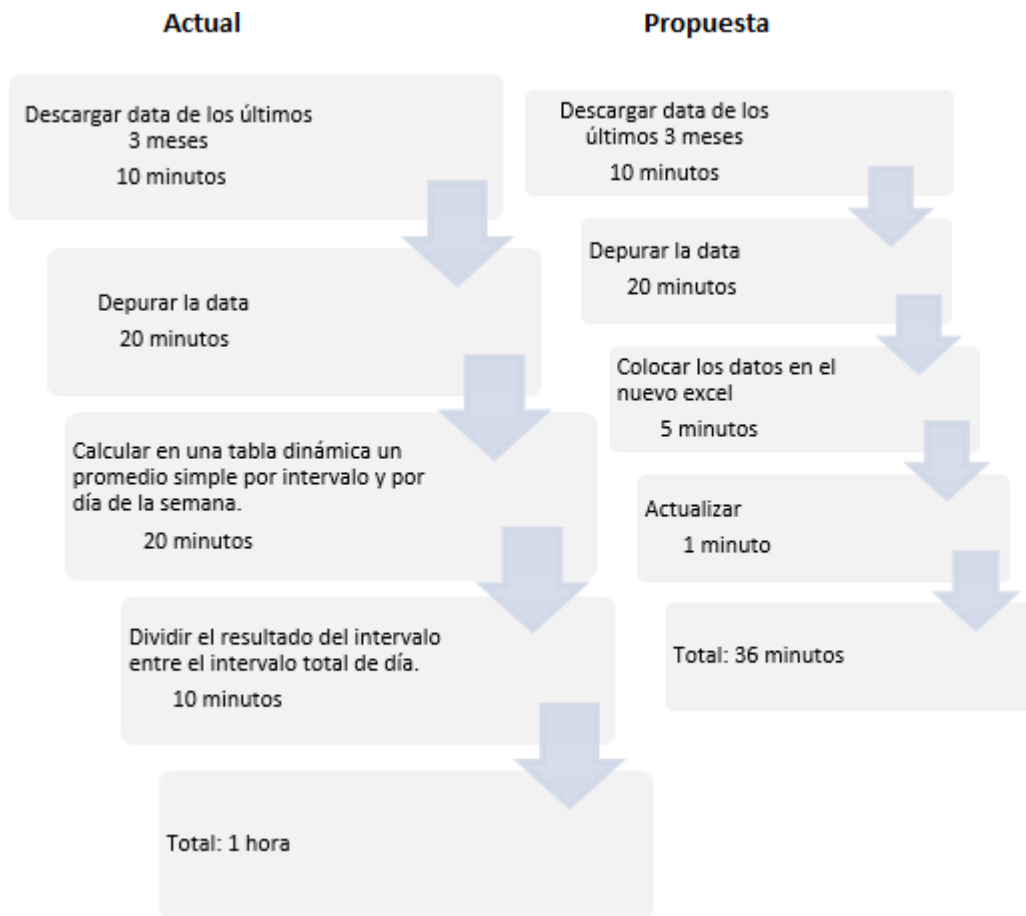 Actual
Descargar data de los últimos
3 meses
10 minutos
Depurar la data
20 minutos
Calcular en una tabla dinámica un
promedio simple por intervalo y por
día de la semana.
20 minutos
Dividir el resultado del intervalo
entre el intervalo total de día.
10 minutos
Total: 1 hora
Propuesta
Descargar data de los
últimos 3 meses
10 minutos
Depurar la data
20 minutos
Colocar los datos en el
nuevo excel
5 minutos
Actualizar
1 minuto
Total: 36 minutos